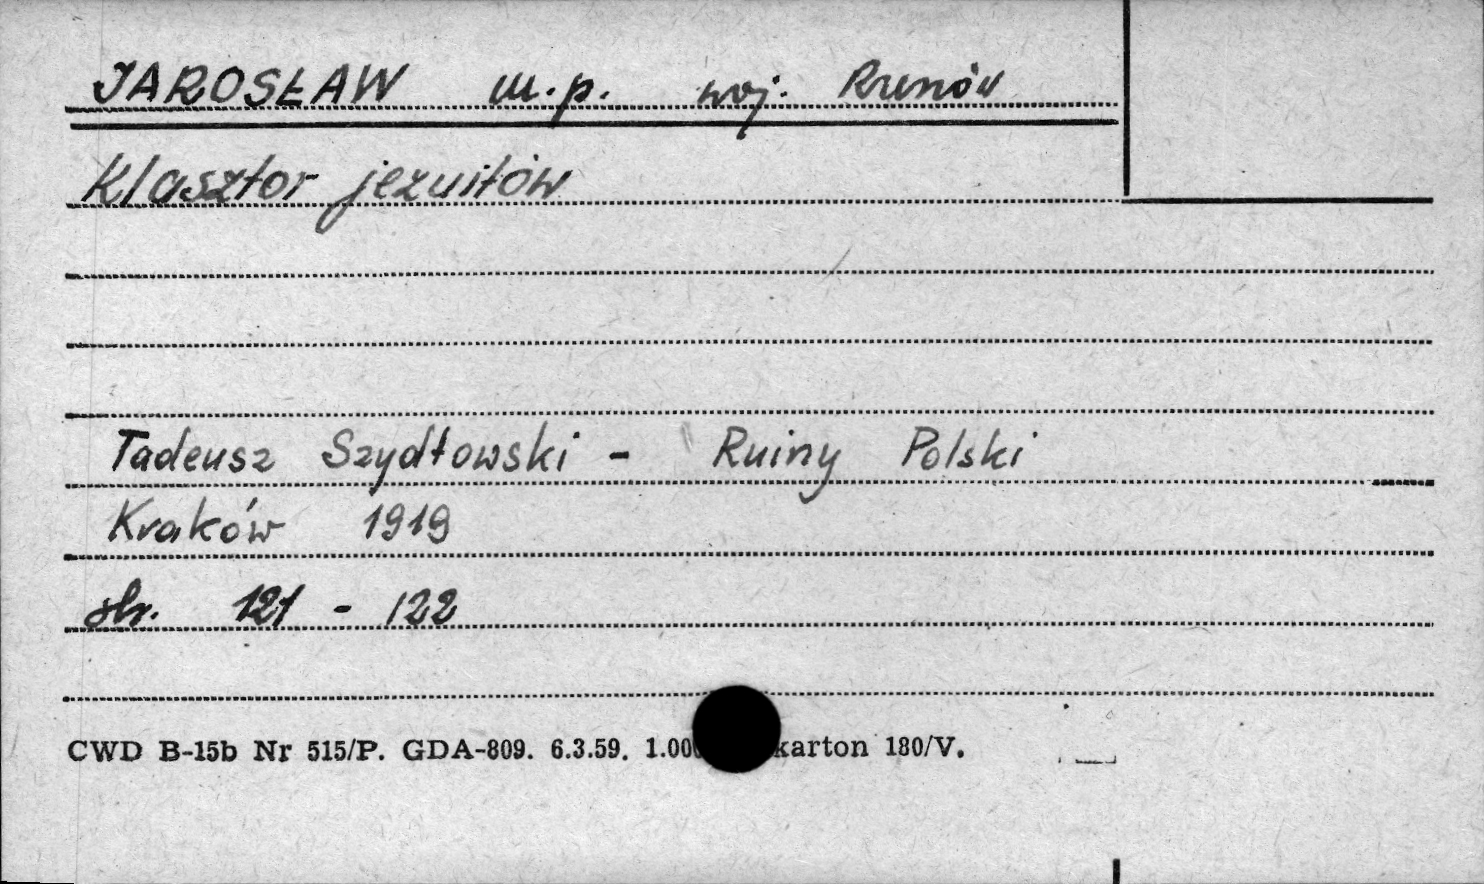 JAROSŁAW m.p. woj. Rzeszów
Klasztor jezuitów
Tadeusz Szydłowski - Ruiny Polski
Kraków 1919
str. 121 - 122
CWD B-15b Nr 515/P. GDA-809. 6.3.59. 1.00 karton 180/V.